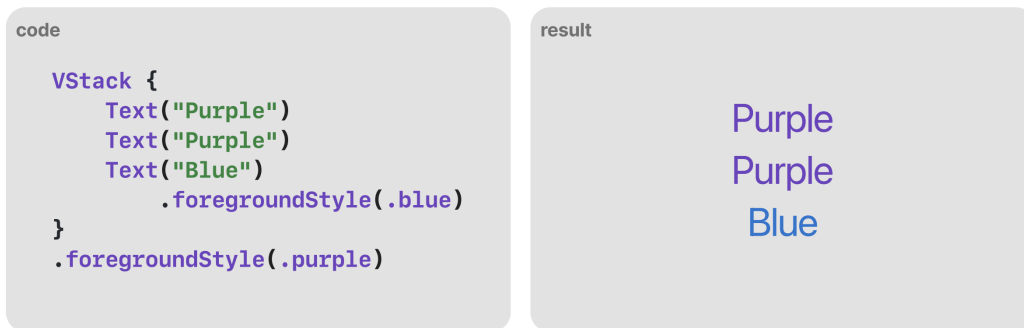 code
VStack {
    Text("Purple")
    Text("Purple")
    Text("Blue")
        .foregroundStyle(.blue)
}
.foregroundStyle(.purple)
result
Purple
Purple
Blue